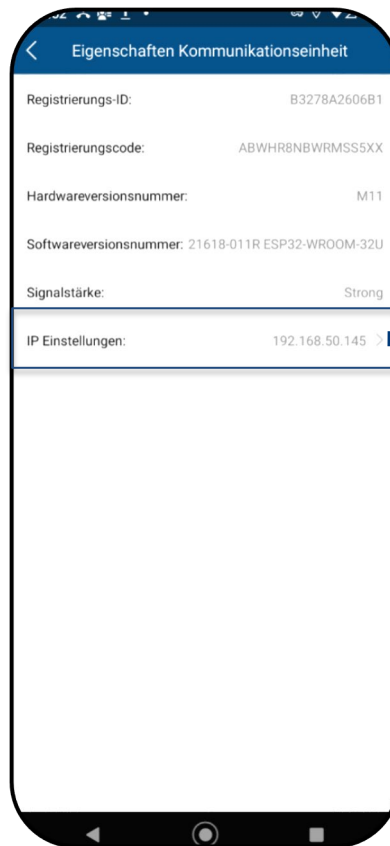 Eigenschaften Kommunikationseinheit
Registrierungs-ID: B3278A2606B1
Registrierungscode: ABWHR8NBWRMSS5XX
Hardwareversionsnummer: M11
Softwareversionsnummer: 21618-011R ESP32-WROOM-32U
Signalstärke: Strong
IP Einstellungen: 192.168.50.145